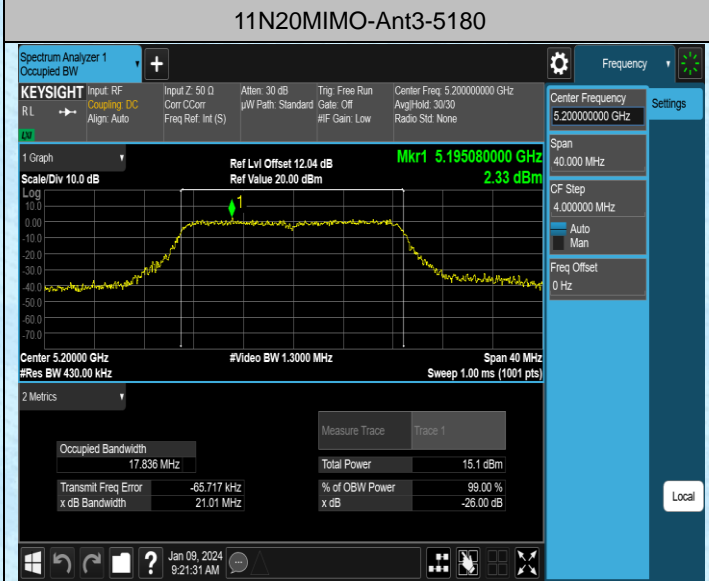 11N20MIMO-Ant3-5180
Spectrum Analyzer 1
Occupied BW
Frequency
KEYSIGHT
RL
LXI
Input: RF
Coupling: DC
Align: Auto
Input Z: 50 Ω
Corr CCorr
Freq Ref: Int (S)
Atten: 30 dB
µW Path: Standard
Trig: Free Run
Gate: Off
#IF Gain: Low
Center Freq: 5.200000000 GHz
Avg|Hold: 30/30
Radio Std: None
Center Frequency
5.200000000 GHz
Settings
Span
40.000 MHz
CF Step
4.000000 MHz
Auto
Man
Freq Offset
0 Hz
1 Graph
Scale/Div 10.0 dB
Ref Lvl Offset 12.04 dB
Ref Value 20.00 dBm
Mkr1 5.195080000 GHz
2.33 dBm
Log
10.0
0.00
-10.0
-20.0
-30.0
-40.0
-50.0
-60.0
-70.0
1
Center 5.20000 GHz
#Video BW 1.3000 MHz
Span 40 MHz
#Res BW 430.00 kHz
Sweep 1.00 ms (1001 pts)
2 Metrics
Measure Trace
Trace 1
Occupied Bandwidth
17.836 MHz
Total Power
15.1 dBm
Transmit Freq Error
-65.717 kHz
% of OBW Power
99.00 %
x dB Bandwidth
21.01 MHz
x dB
-26.00 dB
Local
Jan 09, 2024
9:21:31 AM